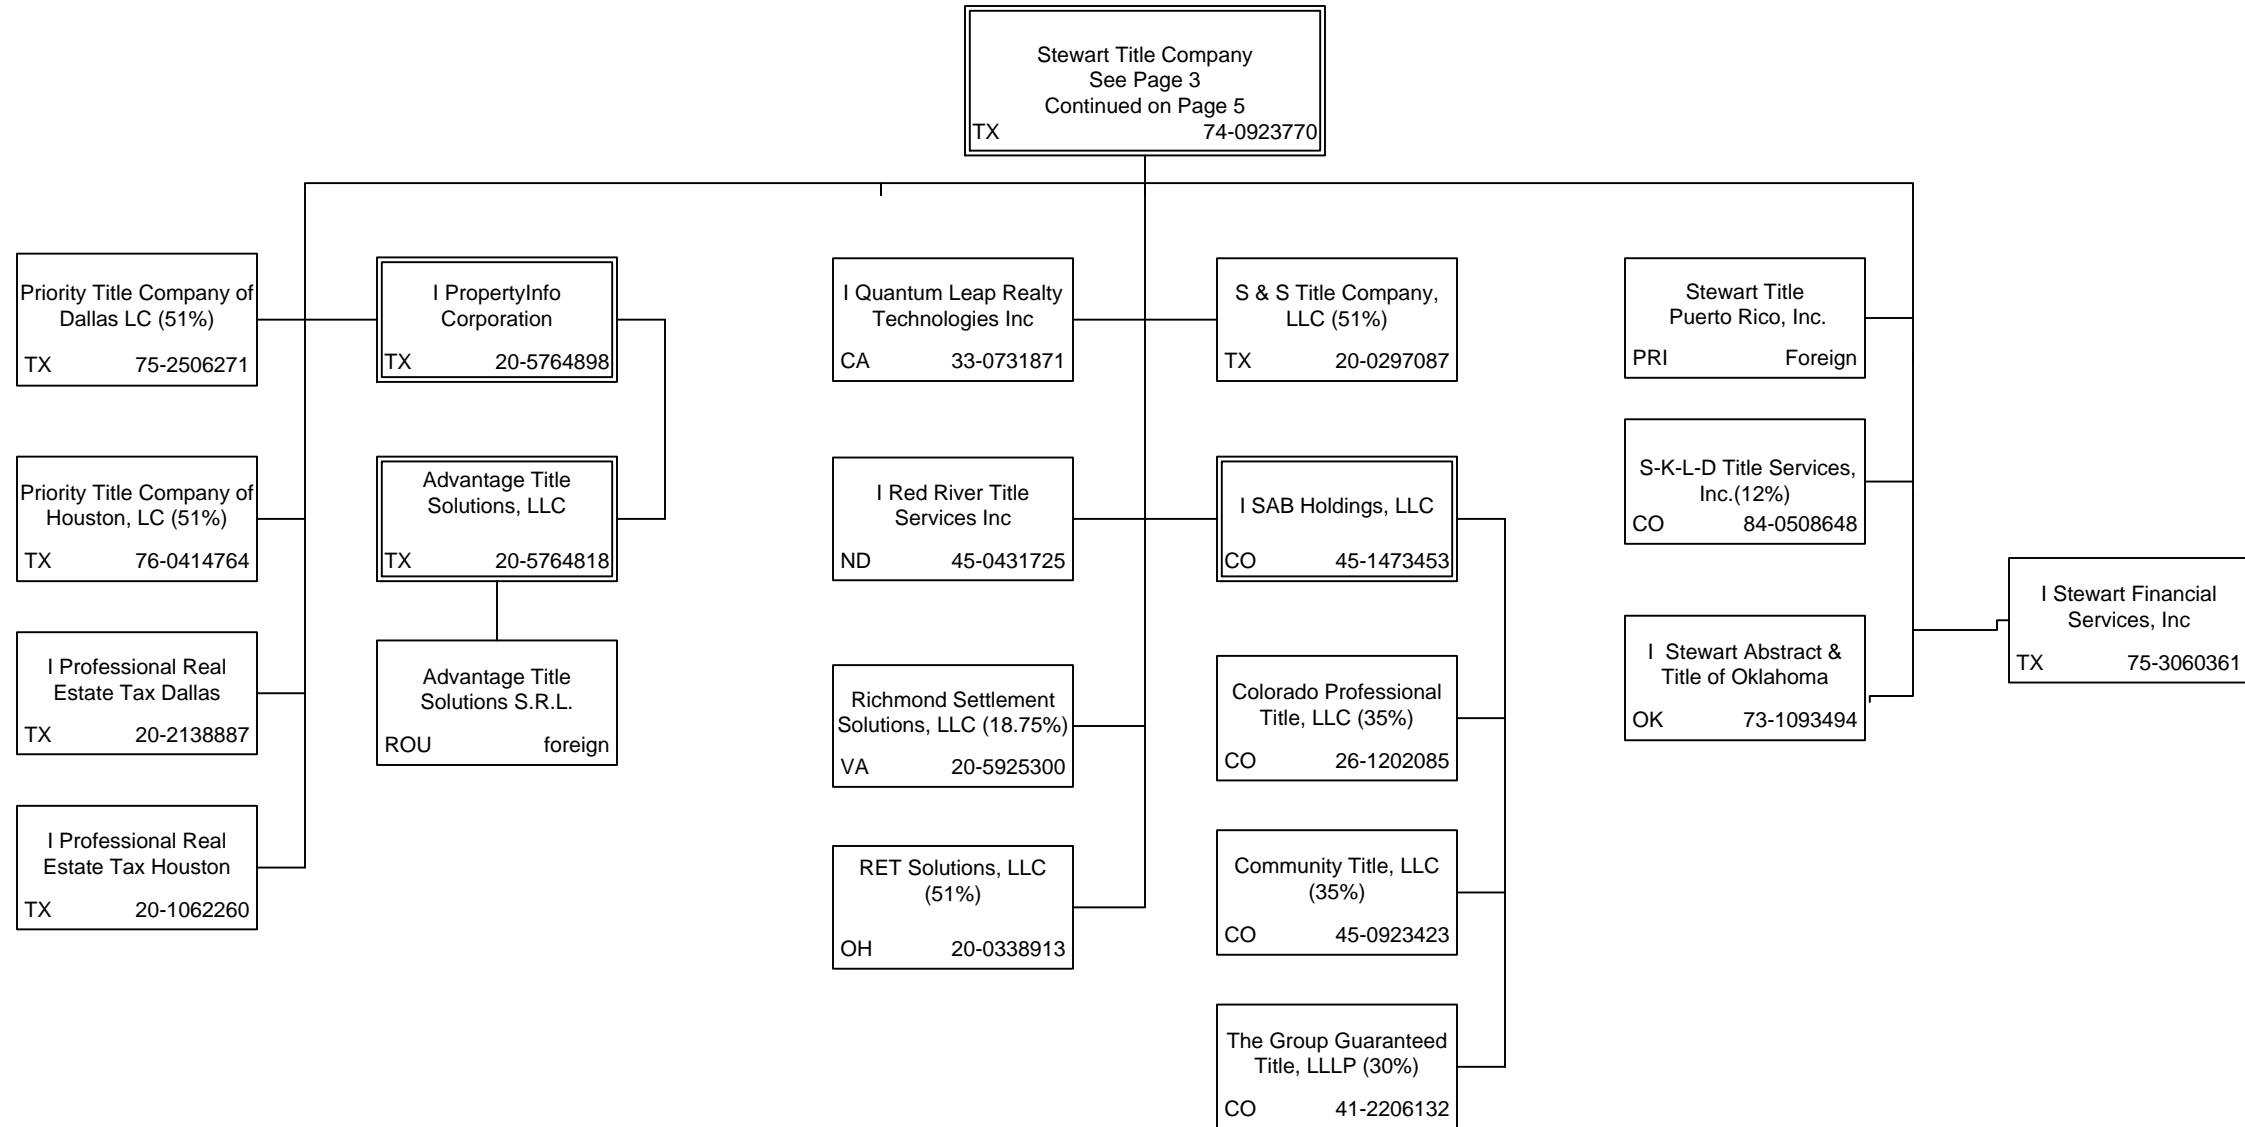 Stewart Title Company
See Page 3
Continued on Page 5
TX 74-0923770
Priority Title Company of
Dallas LC (51%)
TX 75-2506271
I PropertyInfo
Corporation
TX 20-5764898
I Quantum Leap Realty
Technologies Inc
CA 33-0731871
S & S Title Company,
LLC (51%)
TX 20-0297087
Stewart Title
Puerto Rico, Inc.
PRI Foreign
Priority Title Company of
Houston, LC (51%)
TX 76-0414764
Advantage Title
Solutions, LLC
TX 20-5764818
I Red River Title
Services Inc
ND 45-0431725
I SAB Holdings, LLC
CO 45-1473453
S-K-L-D Title Services,
Inc.(12%)
CO 84-0508648
I Stewart Financial
Services, Inc
TX 75-3060361
I Professional Real
Estate Tax Dallas
TX 20-2138887
Advantage Title
Solutions S.R.L.
ROU foreign
Richmond Settlement
Solutions, LLC (18.75%)
VA 20-5925300
Colorado Professional
Title, LLC (35%)
CO 26-1202085
I Stewart Abstract &
Title of Oklahoma
OK 73-1093494
I Professional Real
Estate Tax Houston
TX 20-1062260
RET Solutions, LLC
(51%)
OH 20-0338913
Community Title, LLC
(35%)
CO 45-0923423
The Group Guaranteed
Title, LLLP (30%)
CO 41-2206132